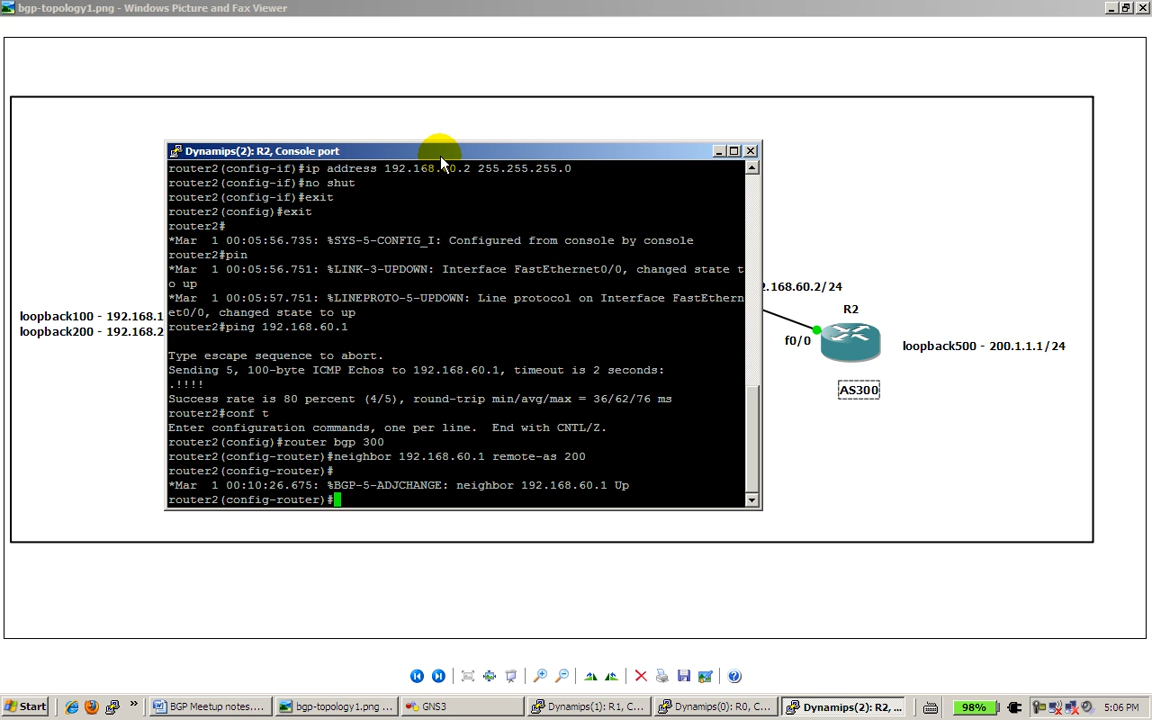 bgp-topology1.png - Windows Picture and Fax Viewer
Dynamips(2): R2, Console port
router2(config-if)#ip address 192.168.60.2 255.255.255.0
router2(config-if)#no shut
router2(config-if)#exit
router2(config)#exit
router2#
*Mar  1 00:05:56.735: %SYS-5-CONFIG_I: Configured from console by console
router2#pin
*Mar  1 00:05:56.751: %LINK-3-UPDOWN: Interface FastEthernet0/0, changed state t
o up
*Mar  1 00:05:57.751: %LINEPROTO-5-UPDOWN: Line protocol on Interface FastEthern
et0/0, changed state to up
router2#ping 192.168.60.1
Type escape sequence to abort.
Sending 5, 100-byte ICMP Echos to 192.168.60.1, timeout is 2 seconds:
.!!!!
Success rate is 80 percent (4/5), round-trip min/avg/max = 36/62/76 ms
router2#conf t
Enter configuration commands, one per line.  End with CNTL/Z.
router2(config)#router bgp 300
router2(config-router)#neighbor 192.168.60.1 remote-as 200
router2(config-router)#
*Mar  1 00:10:26.675: %BGP-5-ADJCHANGE: neighbor 192.168.60.1 Up
router2(config-router)#
loopback100 - 192.168.1
loopback200 - 192.168.2
2.168.60.2/24
R2
f0/0
loopback500 - 200.1.1.1/24
AS300
Start
BGP Meetup notes....
bgp-topology1.png ...
GNS3
Dynamips(1): R1, C...
Dynamips(0): R0, C...
Dynamips(2): R2, ...
98%
5:06 PM